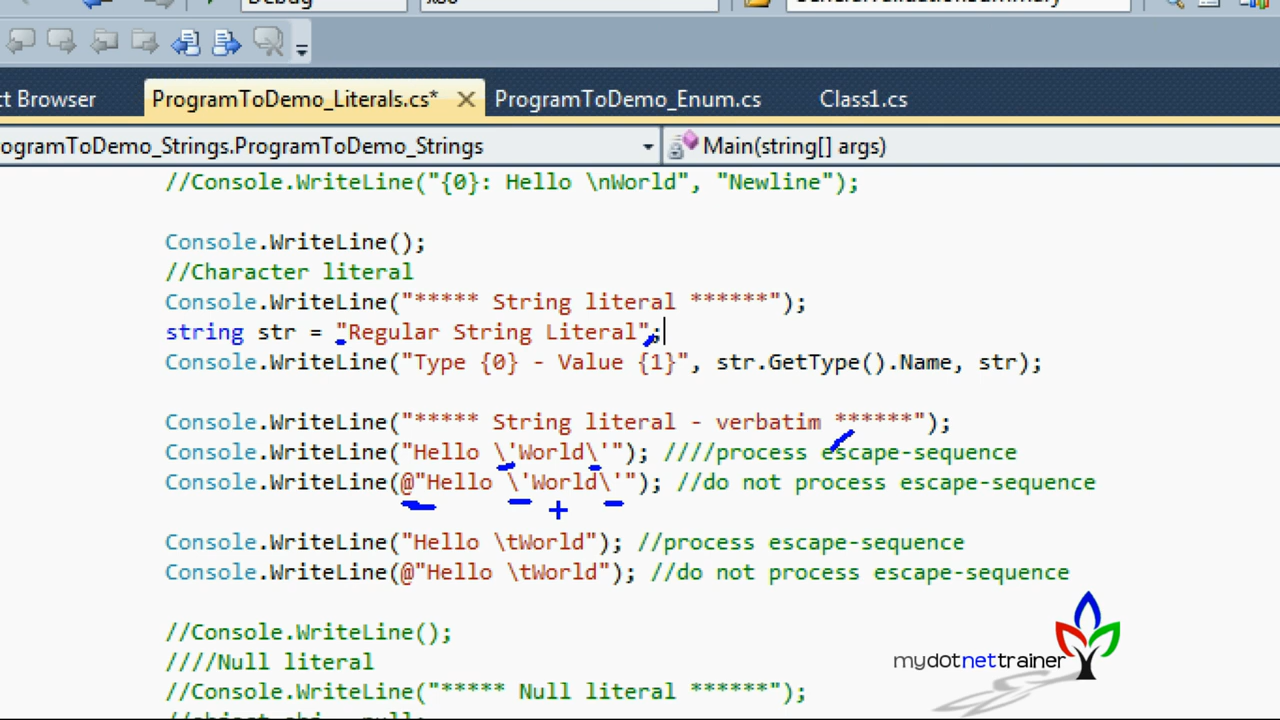 Debug
x86
ct Browser
ProgramToDemo_Literals.cs*
ProgramToDemo_Enum.cs
Class1.cs
ogramToDemo_Strings.ProgramToDemo_Strings
Main(string[] args)
//Console.WriteLine("{0}: Hello \nWorld", "Newline");
Console.WriteLine();
//Character literal
Console.WriteLine("***** String literal ******");
string str = "Regular String Literal";
Console.WriteLine("Type {0} - Value {1}", str.GetType().Name, str);
Console.WriteLine("***** String literal - verbatim ******");
Console.WriteLine("Hello \'World\'"); ////process escape-sequence
Console.WriteLine(@"Hello \'World\'"); //do not process escape-sequence
Console.WriteLine("Hello \tWorld"); //process escape-sequence
Console.WriteLine(@"Hello \tWorld"); //do not process escape-sequence
//Console.WriteLine();
////Null literal
//Console.WriteLine("***** Null literal ******");
mydotnettrainer